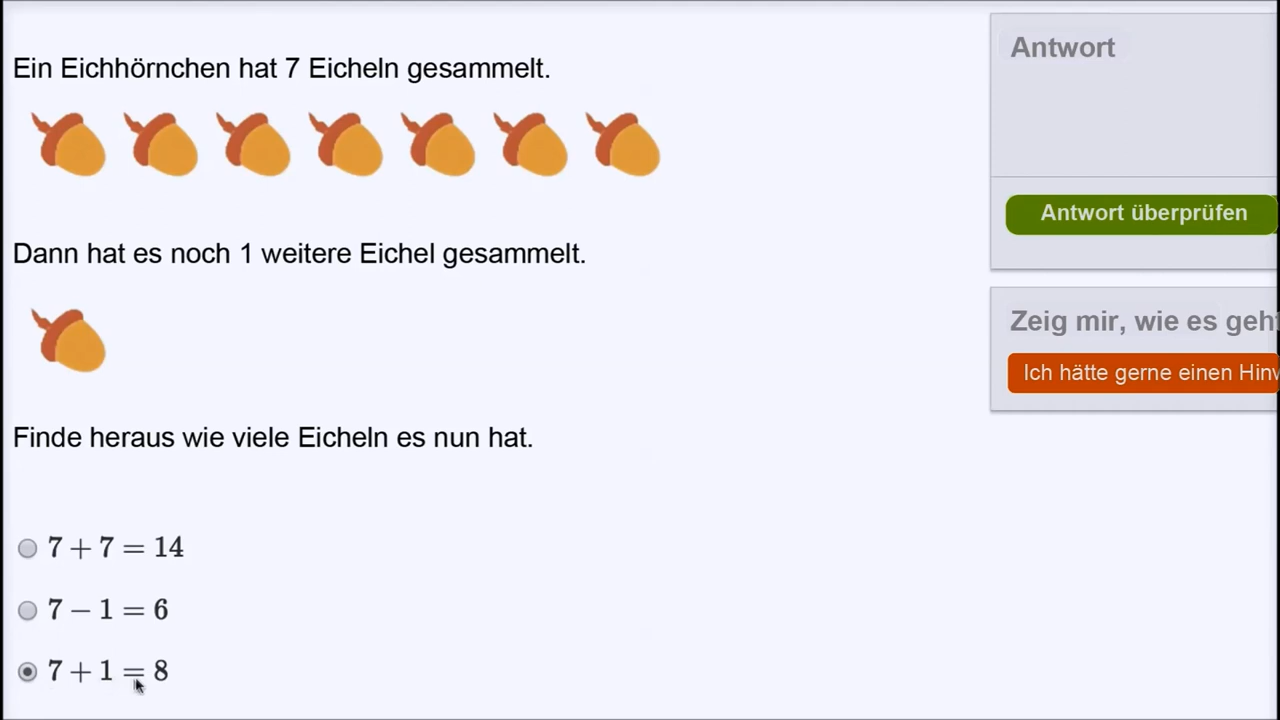 Ein Eichhörnchen hat 7 Eicheln gesammelt.
Dann hat es noch 1 weitere Eichel gesammelt.
Finde heraus wie viele Eicheln es nun hat.
7 + 7 = 14
7 − 1 = 6
7 + 1 = 8
Antwort
Antwort überprüfen
Zeig mir, wie es geht
Ich hätte gerne einen Hinw